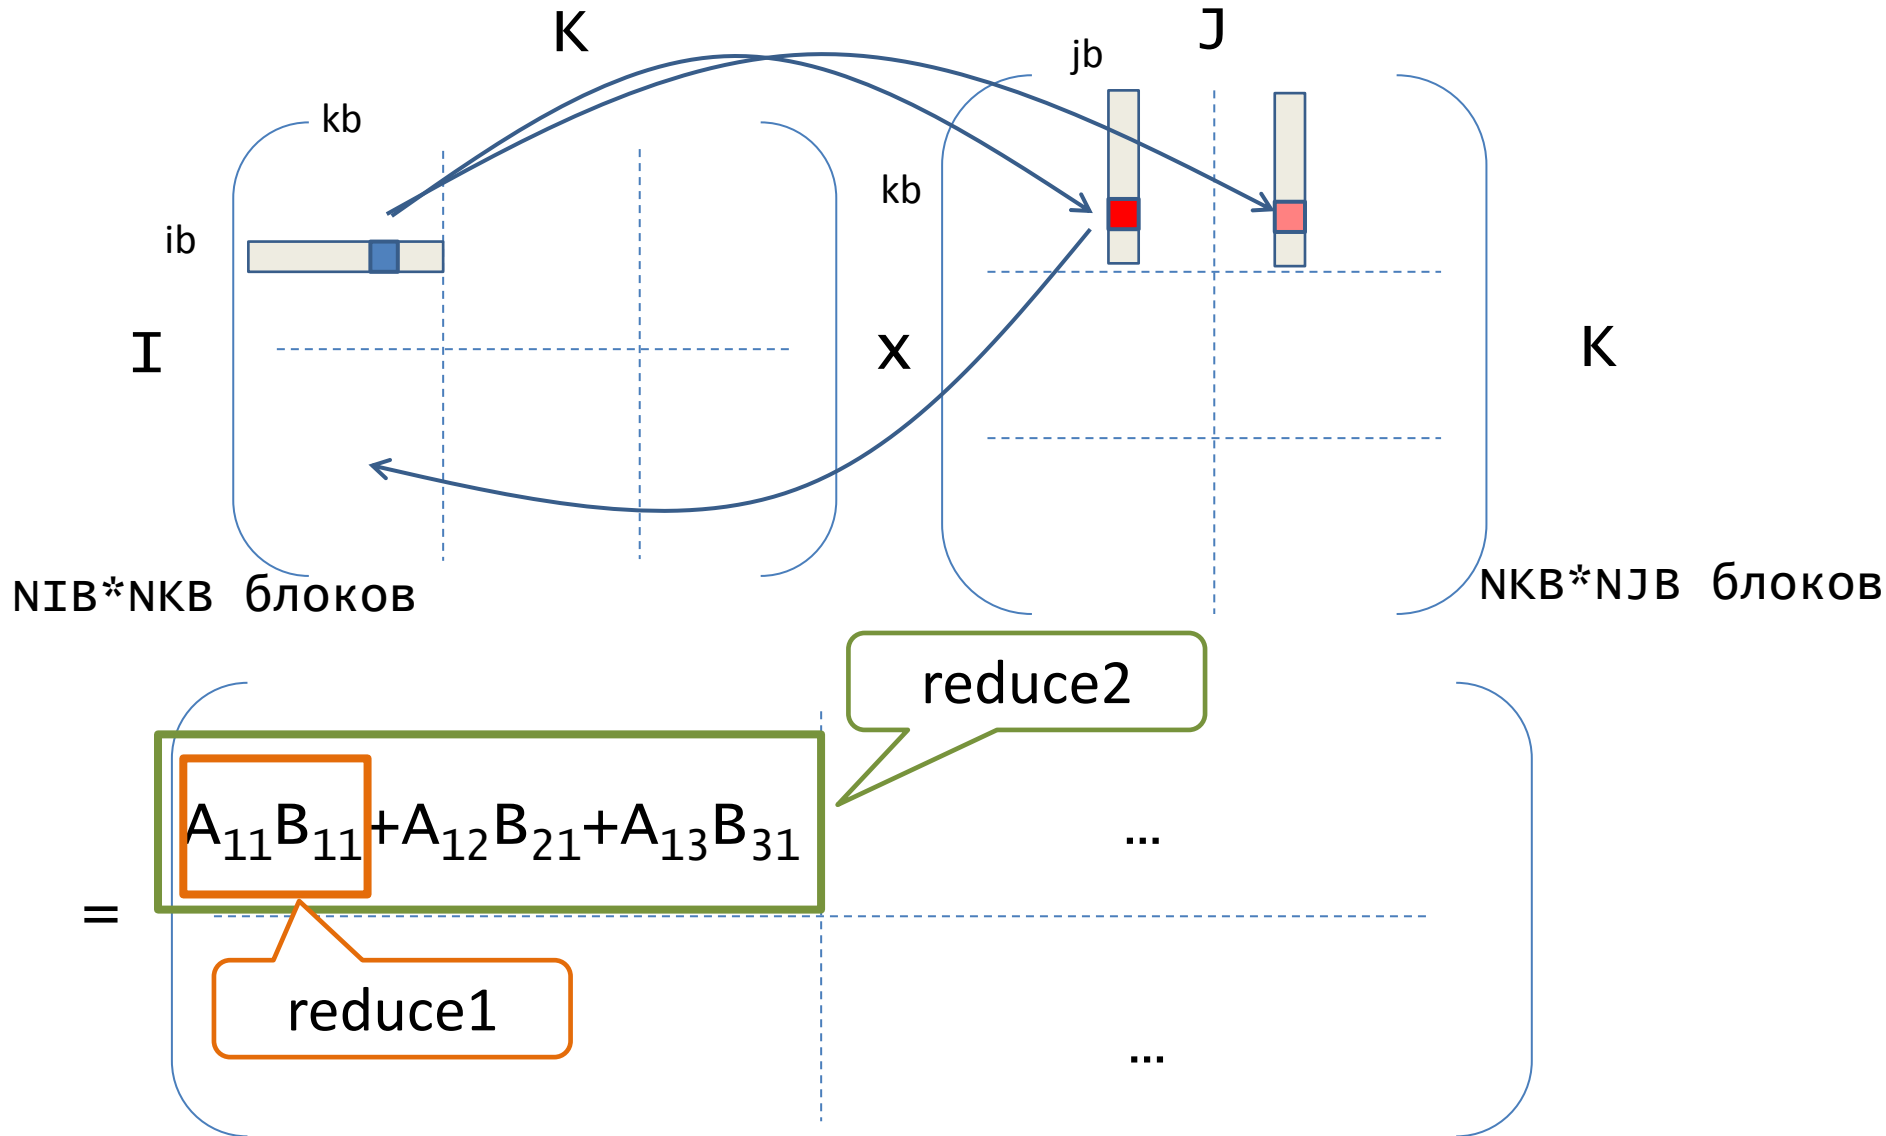 K
J
jb
kb
kb
ib
I
x
K
NIB*NKB блоков
NKB*NJB блоков
reduce2
A₁₁B₁₁+A₁₂B₂₁+A₁₃B₃₁
...
=
reduce1
...